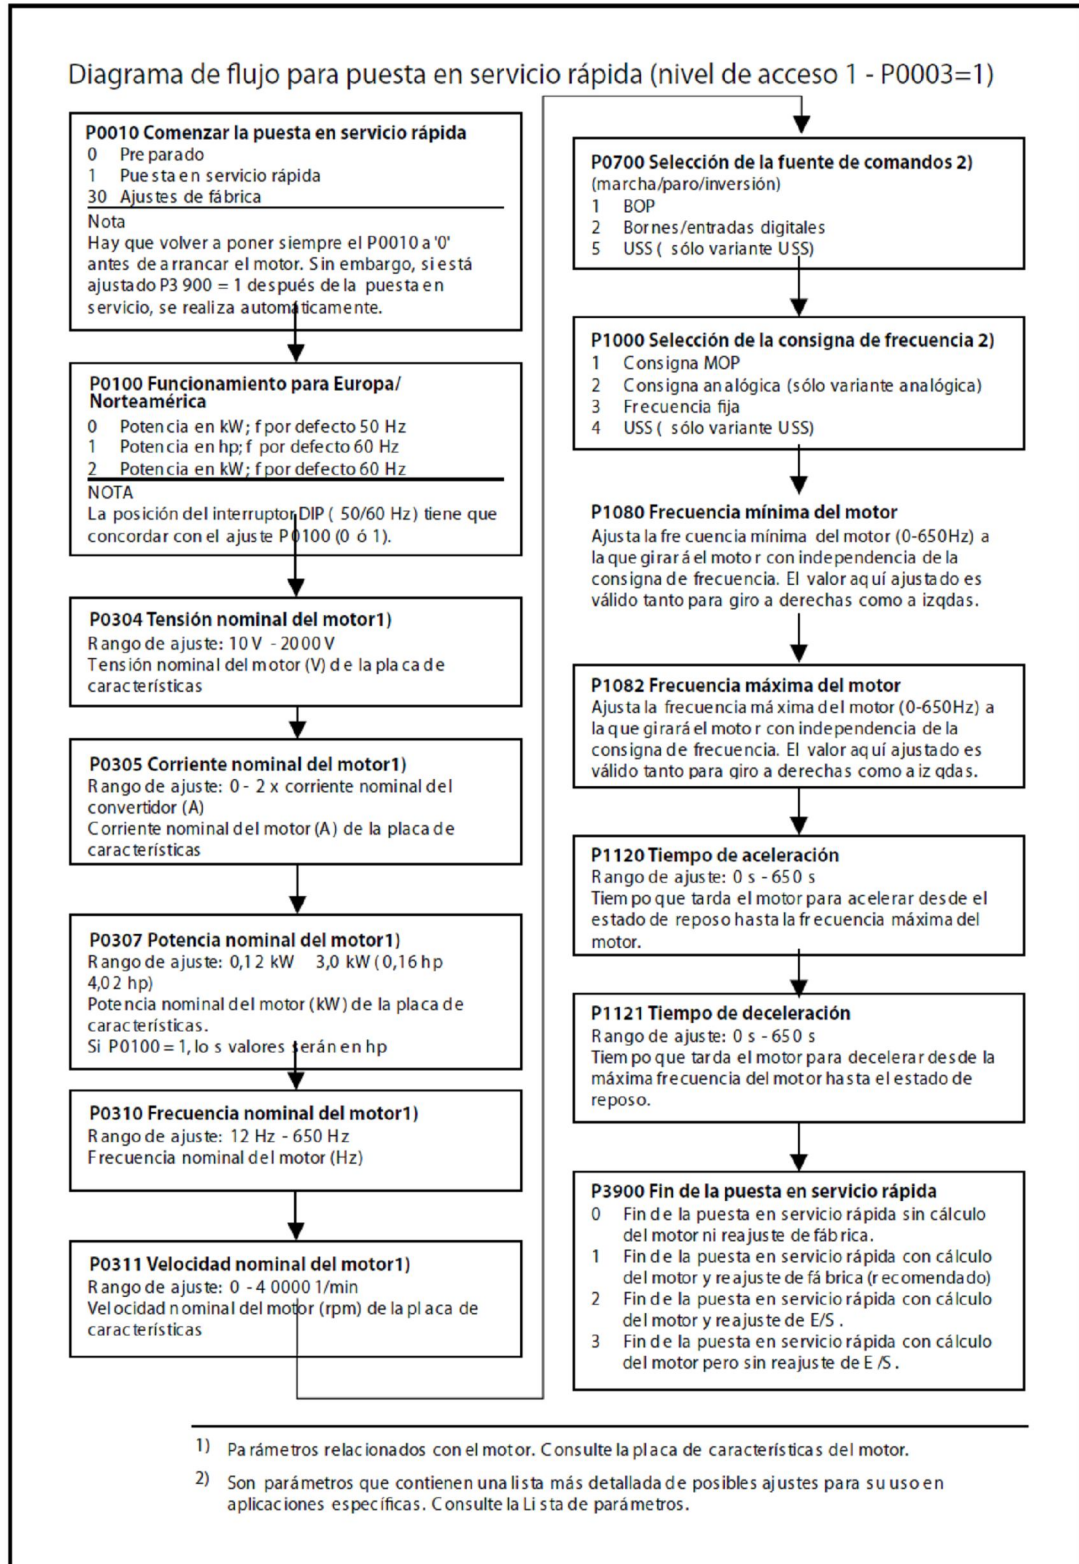 Diagrama de flujo para puesta en servicio rápida (nivel de acceso 1 - P0003=1)
P0010 Comenzar la puesta en servicio rápida
0 Preparado
1 Puesta en servicio rápida
30 Ajustes de fábrica
Nota
Hay que volver a poner siempre el P0010 a '0'
antes de arrancar el motor. Sin embargo, si está
ajustado P3 900 = 1 después de la puesta en
servicio, se realiza automáticamente.
P0100 Funcionamiento para Europa/
Norteamérica
0 Potencia en kW; f por defecto 50 Hz
1 Potencia en hp; f por defecto 60 Hz
2 Potencia en kW; f por defecto 60 Hz
NOTA
La posición del interruptor DIP ( 50/60 Hz) tiene que
concordar con el ajuste P0100 (0 ó 1).
P0304 Tensión nominal del motor1)
Rango de ajuste: 10 V - 2000 V
Tensión nominal del motor (V) de la placa de
características
P0305 Corriente nominal del motor1)
Rango de ajuste: 0 - 2 x corriente nominal del
convertidor (A)
Corriente nominal del motor (A) de la placa de
características
P0307 Potencia nominal del motor1)
Rango de ajuste: 0,12 kW 3,0 kW (0,16 hp
4,02 hp)
Potencia nominal del motor (kW) de la placa de
características.
Si P0100 = 1, los valores serán en hp
P0310 Frecuencia nominal del motor1)
Rango de ajuste: 12 Hz - 650 Hz
Frecuencia nominal del motor (Hz)
P0311 Velocidad nominal del motor1)
Rango de ajuste: 0 - 4 0000 1/min
Velocidad nominal del motor (rpm) de la placa de
características
P0700 Selección de la fuente de comandos 2)
(marcha/paro/inversión)
1 BOP
2 Bornes/entradas digitales
5 USS ( sólo variante USS)
P1000 Selección de la consigna de frecuencia 2)
1 Consigna MOP
2 Consigna analógica (sólo variante analógica)
3 Frecuencia fija
4 USS ( sólo variante USS)
P1080 Frecuencia mínima del motor
Ajusta la frecuencia mínima del motor (0-650Hz) a
la que girará el motor con independencia de la
consigna de frecuencia. El valor aquí ajustado es
válido tanto para giro a derechas como a izqdas.
P1082 Frecuencia máxima del motor
Ajusta la frecuencia máxima del motor (0-650Hz) a
la que girará el motor con independencia de la
consigna de frecuencia. El valor aquí ajustado es
válido tanto para giro a derechas como a izqdas.
P1120 Tiempo de aceleración
Rango de ajuste: 0 s - 650 s
Tiempo que tarda el motor para acelerar desde el
estado de reposo hasta la frecuencia máxima del
motor.
P1121 Tiempo de deceleración
Rango de ajuste: 0 s - 650 s
Tiempo que tarda el motor para decelerar desde la
máxima frecuencia del motor hasta el estado de
reposo.
P3900 Fin de la puesta en servicio rápida
0 Fin de la puesta en servicio rápida sin cálculo
del motor ni reajuste de fábrica.
1 Fin de la puesta en servicio rápida con cálculo
del motor y reajuste de fábrica (recomendado)
2 Fin de la puesta en servicio rápida con cálculo
del motor y reajuste de E/S.
3 Fin de la puesta en servicio rápida con cálculo
del motor pero sin reajuste de E/S.
1) Parámetros relacionados con el motor. Consulte la placa de características del motor.
2) Son parámetros que contienen una lista más detallada de posibles ajustes para su uso en
aplicaciones específicas. Consulte la Lista de parámetros.